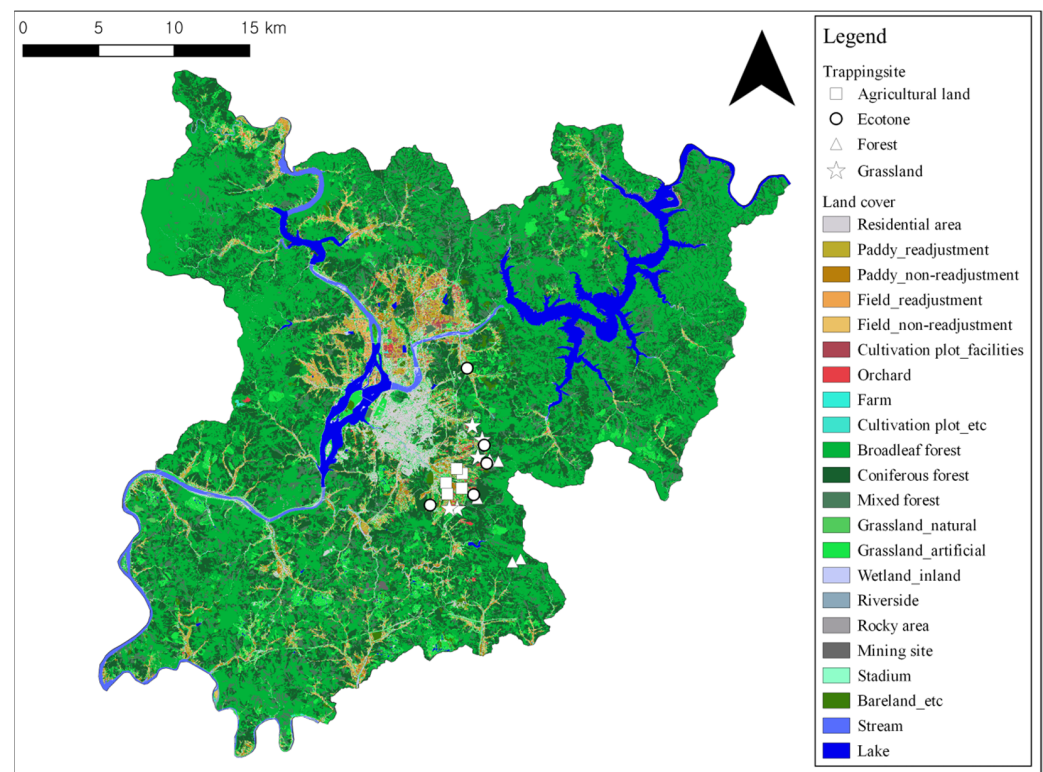 0 5 10 15 km
Legend
Trappingsite
Agricultural land
Ecotone
Forest
Grassland
Land cover
Residential area
Paddy_readjustment
Paddy_non-readjustment
Field_readjustment
Field_non-readjustment
Cultivation plot_facilities
Orchard
Farm
Cultivation plot_etc
Broadleaf forest
Coniferous forest
Mixed forest
Grassland_natural
Grassland_artificial
Wetland_inland
Riverside
Rocky area
Mining site
Stadium
Bareland_etc
Stream
Lake